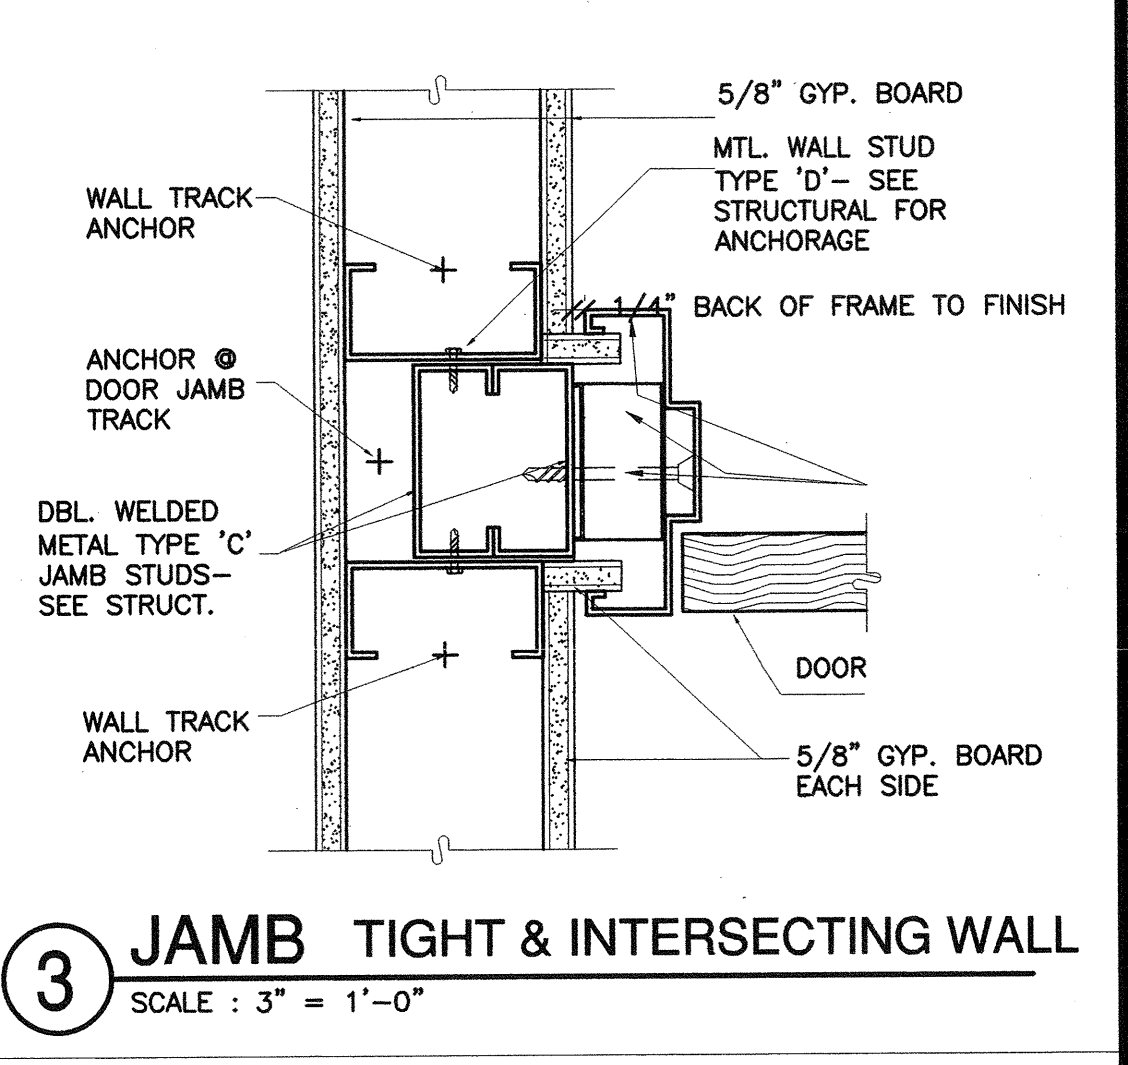 5/8" GYP. BOARD
MTL. WALL STUD
TYPE 'D'- SEE
STRUCTURAL FOR
ANCHORAGE
WALL TRACK
ANCHOR
1/4" BACK OF FRAME TO FINISH
ANCHOR @
DOOR JAMB
TRACK
DBL. WELDED
METAL TYPE 'C'
JAMB STUDS-
SEE STRUCT.
DOOR
WALL TRACK
ANCHOR
5/8" GYP. BOARD
EACH SIDE
3 JAMB TIGHT & INTERSECTING WALL
SCALE : 3" = 1'-0"